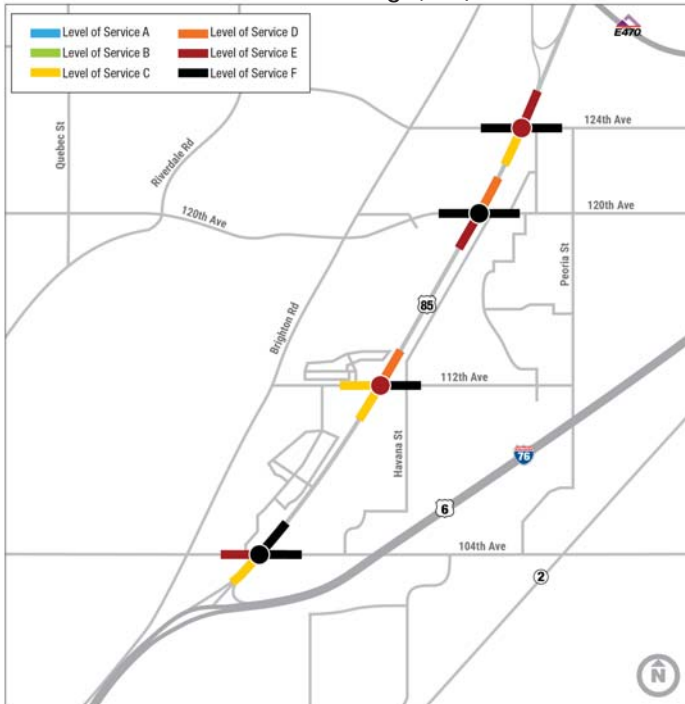 Level of Service A
Level of Service B
Level of Service C
Level of Service D
Level of Service E
Level of Service F
E470
124th Ave
Quebec St
Riverdale Rd
120th Ave
120th Ave
Peoria St
85
Brighton Rd
112th Ave
Havana St
76
6
104th Ave
2
N